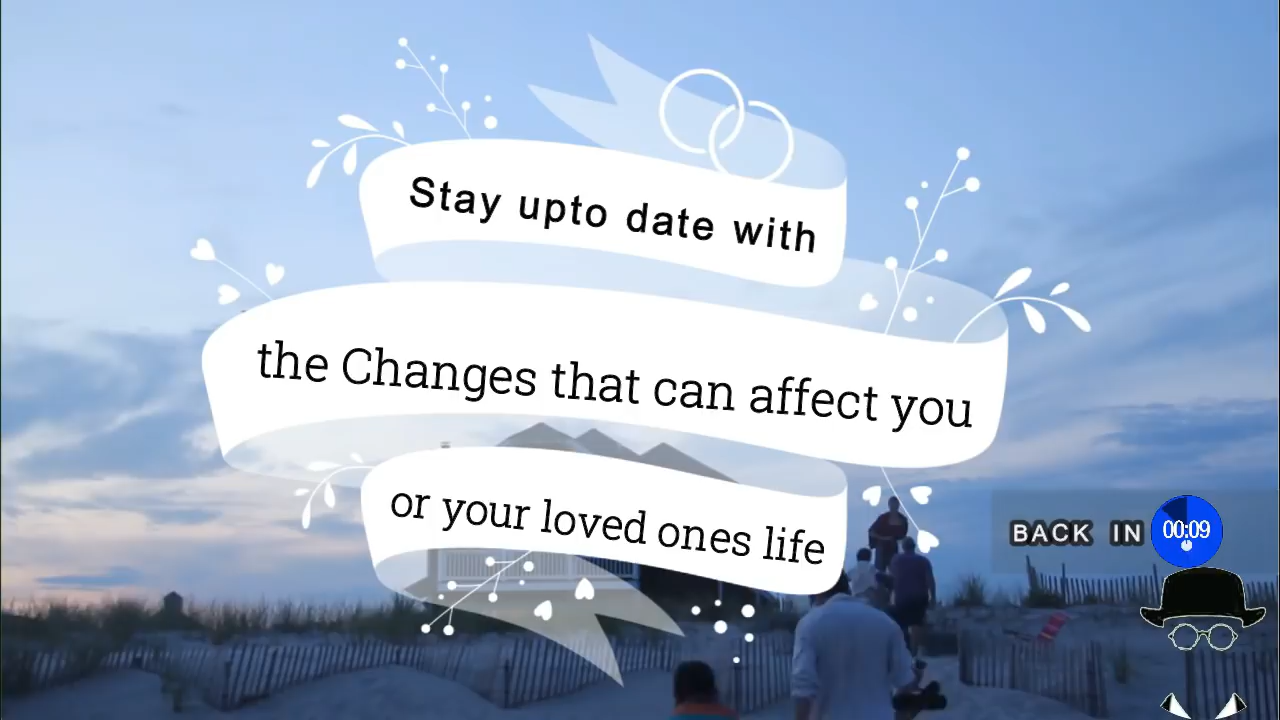 Stay upto date with
the Changes that can affect you
or your loved ones life
BACK IN 00:09